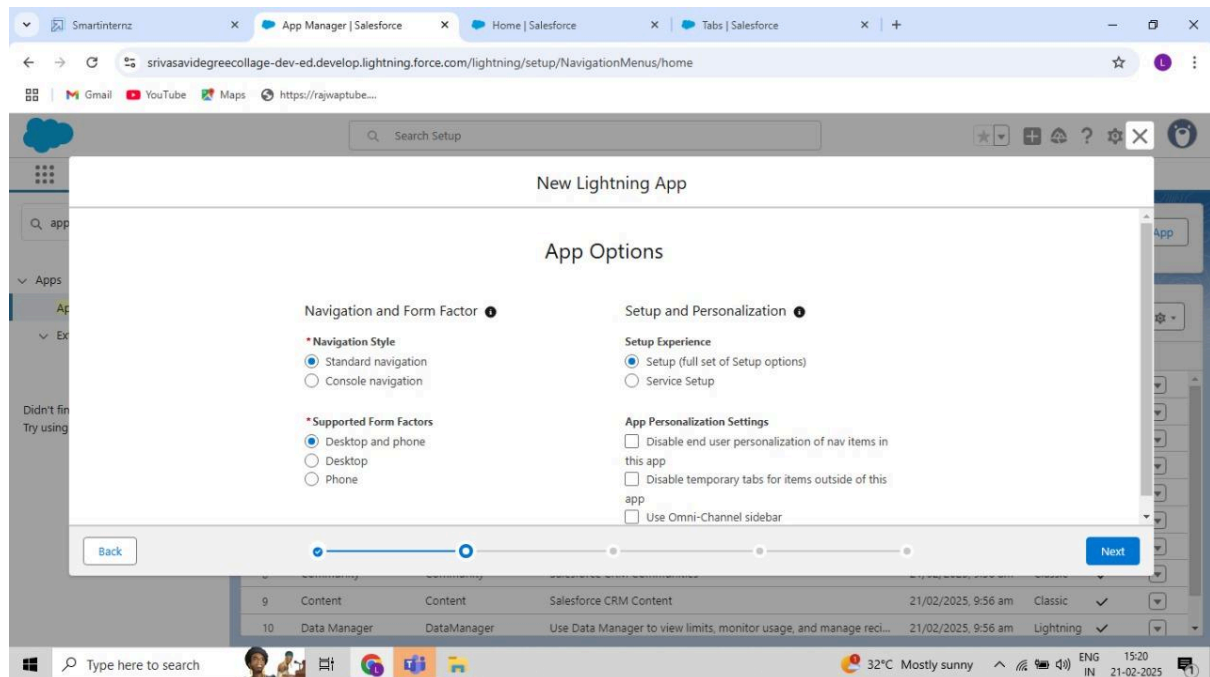 Smartinternz
App Manager | Salesforce
Home | Salesforce
Tabs | Salesforce
srivasavidegreecollage-dev-ed.develop.lightning.force.com/lightning/setup/NavigationMenus/home
L
Gmail
YouTube
Maps
https://rajwaptube....
Search Setup
New Lightning App
app
App
App Options
Apps
Ap
Ex
Navigation and Form Factor
Setup and Personalization
*Navigation Style
Setup Experience
Standard navigation
Setup (full set of Setup options)
Console navigation
Service Setup
Didn't fin
Try using
*Supported Form Factors
App Personalization Settings
Desktop and phone
Disable end user personalization of nav items in
this app
Desktop
Phone
Disable temporary tabs for items outside of this
app
Use Omni-Channel sidebar
Back
Next
9 Content Content Salesforce CRM Content 21/02/2025, 9:56 am Classic
10 Data Manager DataManager Use Data Manager to view limits, monitor usage, and manage reci... 21/02/2025, 9:56 am Lightning
Type here to search
32°C Mostly sunny
ENG
IN
15:20
21-02-2025